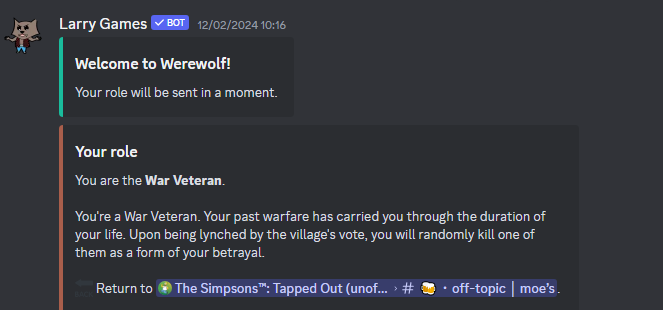 Larry Games ✓ BOT 12/02/2024 10:16
Welcome to Werewolf!
Your role will be sent in a moment.
Your role
You are the War Veteran.
You're a War Veteran. Your past warfare has carried you through the duration of
your life. Upon being lynched by the village's vote, you will randomly kill one of
them as a form of your betrayal.
Return to The Simpsons™: Tapped Out (unof... › # 🍻・off-topic | moe's.